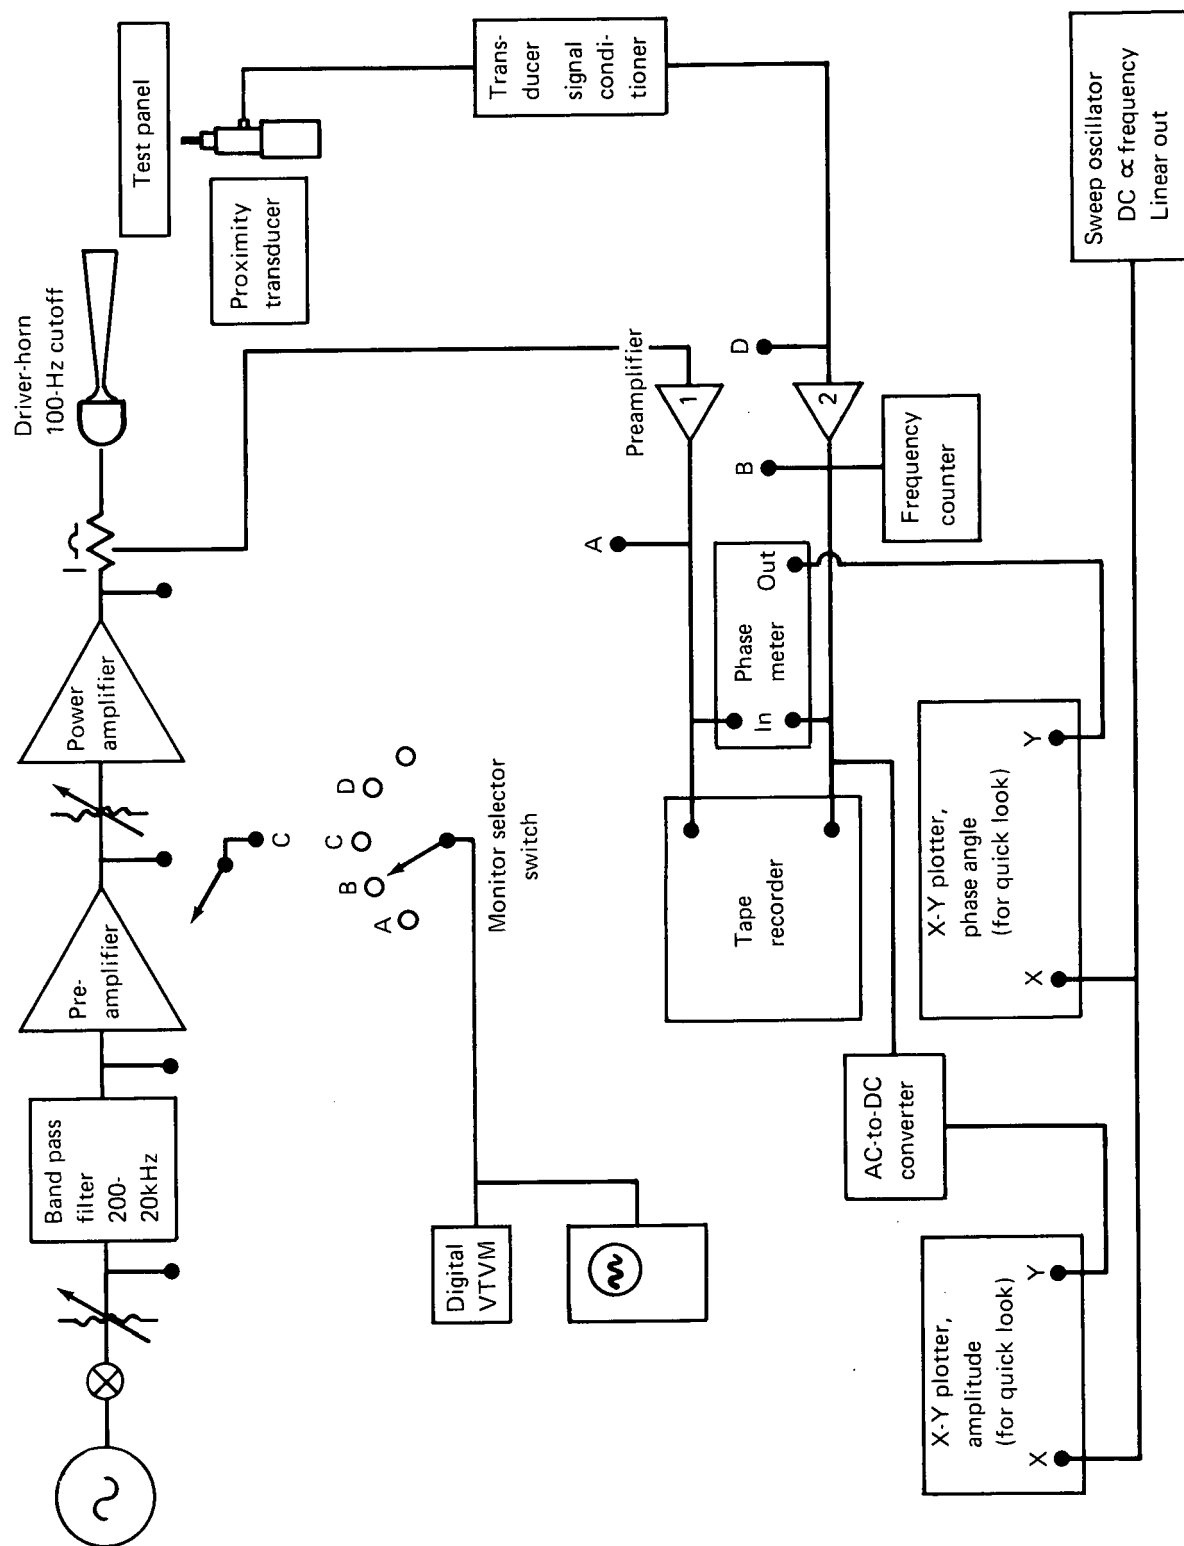 Driver-horn
100-Hz cutoff
Test panel
Band pass
filter
200-
20kHz
Pre-
amplifier
Power
amplifier
I
Proximity
transducer
Trans-
ducer
signal
condi-
tioner
C
A
B
C
D
Monitor selector
switch
Digital
VTVM
Preamplifier
1
2
A
B
D
Phase
meter
In
Out
Frequency
counter
Tape
recorder
AC-to-DC
converter
X-Y plotter,
amplitude
(for quick look)
X
Y
X-Y plotter,
phase angle
(for quick look)
X
Y
Sweep oscillator
DC ∝ frequency
Linear out